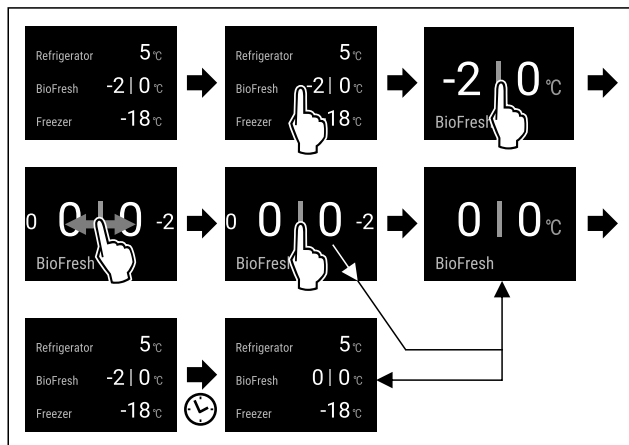 Refrigerator 5 °C
BioFresh -2 | 0 °C
Freezer -18 °C
Refrigerator 5 °C
BioFresh -2 | 0 °C
Freezer -18 °C
-2 | 0 °C
BioFresh
0 0 | 0 -2
BioFresh
0 0 | 0 -2
BioFresh
0 | 0 °C
BioFresh
Refrigerator 5 °C
BioFresh -2 | 0 °C
Freezer -18 °C
Refrigerator 5 °C
BioFresh 0 | 0 °C
Freezer -18 °C